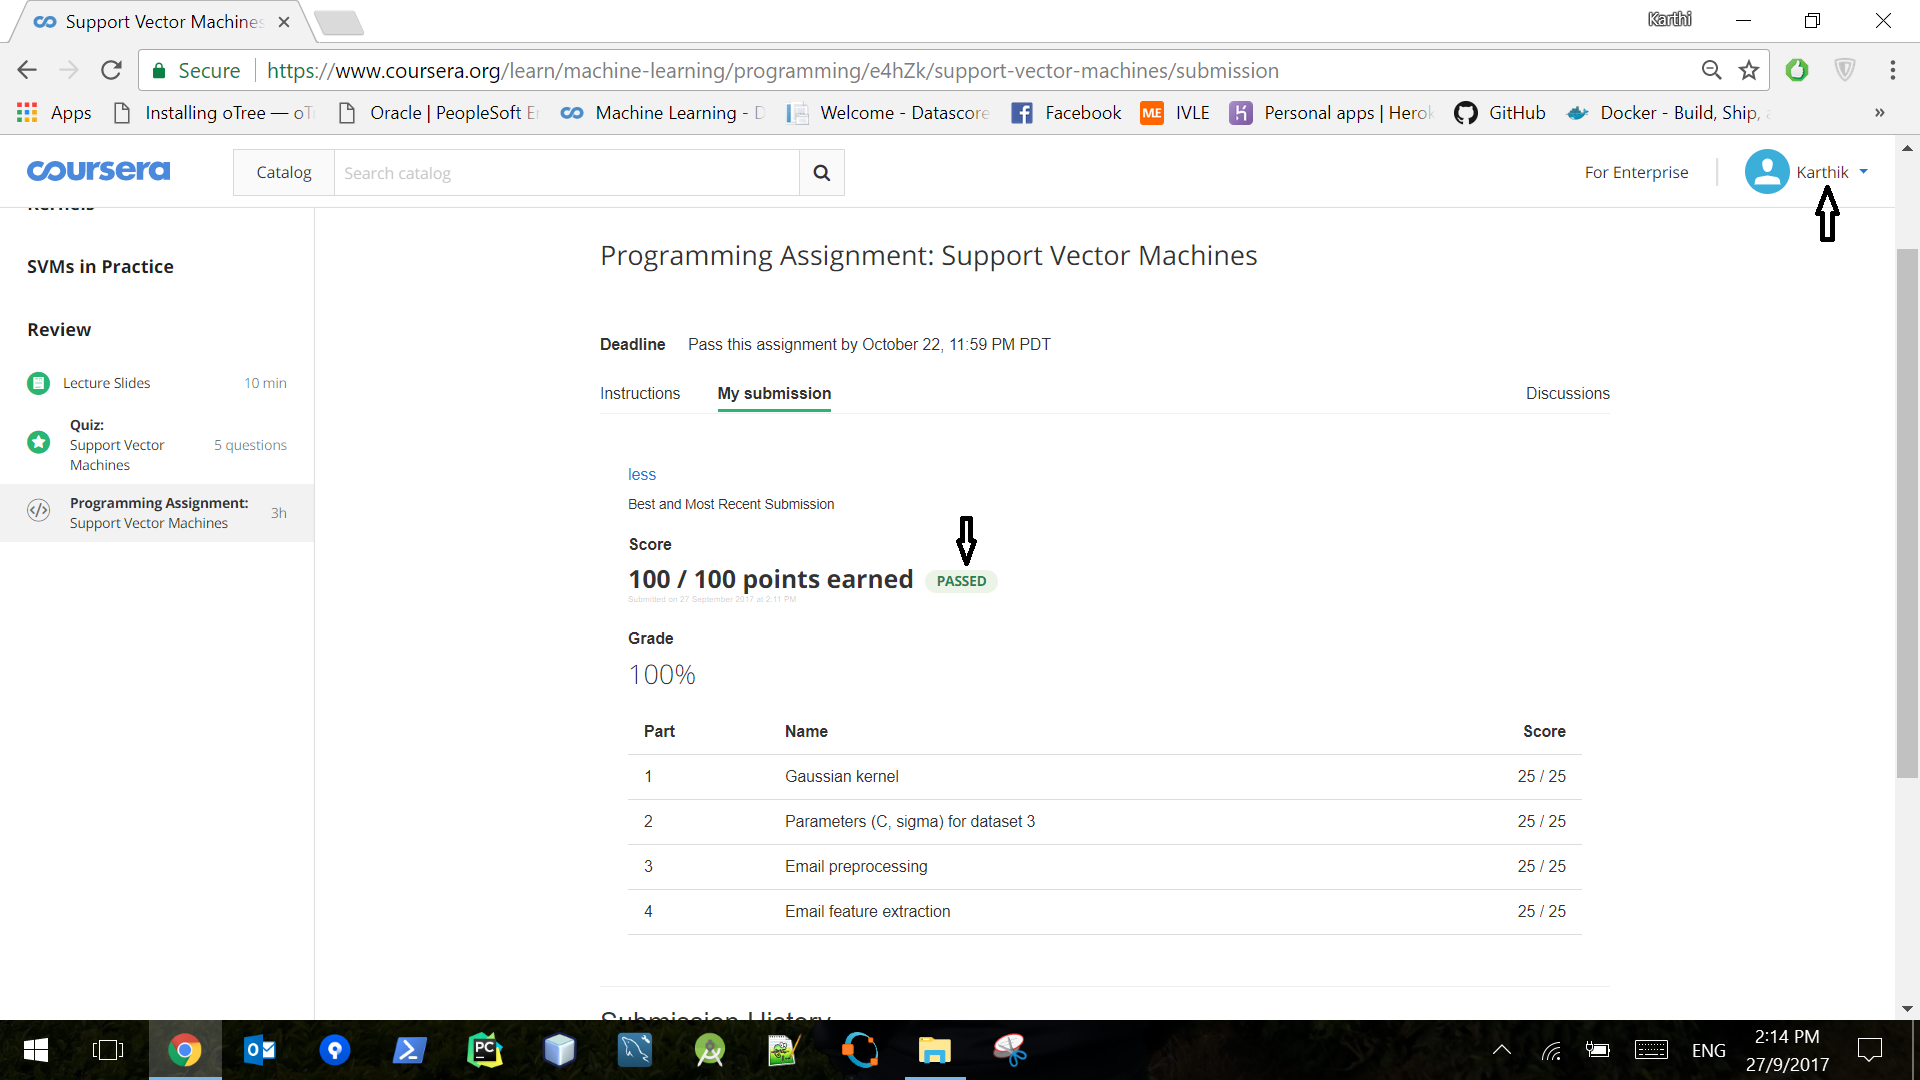 Support Vector Machines
Karthi
Secure https://www.coursera.org/learn/machine-learning/programming/e4hZk/support-vector-machines/submission
Apps Installing oTree — oT Oracle | PeopleSoft E Machine Learning - D Welcome - Datascore Facebook ME IVLE Personal apps | Herok GitHub Docker - Build, Ship, »
coursera Catalog Search catalog For Enterprise Karthik
Kernels
SVMs in Practice
Review
Lecture Slides 10 min
Quiz:
Support Vector
Machines
5 questions
Programming Assignment:
Support Vector Machines
3h
Programming Assignment: Support Vector Machines
Deadline Pass this assignment by October 22, 11:59 PM PDT
Instructions My submission Discussions
less
Best and Most Recent Submission
Score
100 / 100 points earned PASSED
Submitted on 27 September 2017 at 2:11 PM
Grade
100%
Part Name Score
1 Gaussian kernel 25 / 25
2 Parameters (C, sigma) for dataset 3 25 / 25
3 Email preprocessing 25 / 25
4 Email feature extraction 25 / 25
Submission History
ENG
2:14 PM
27/9/2017